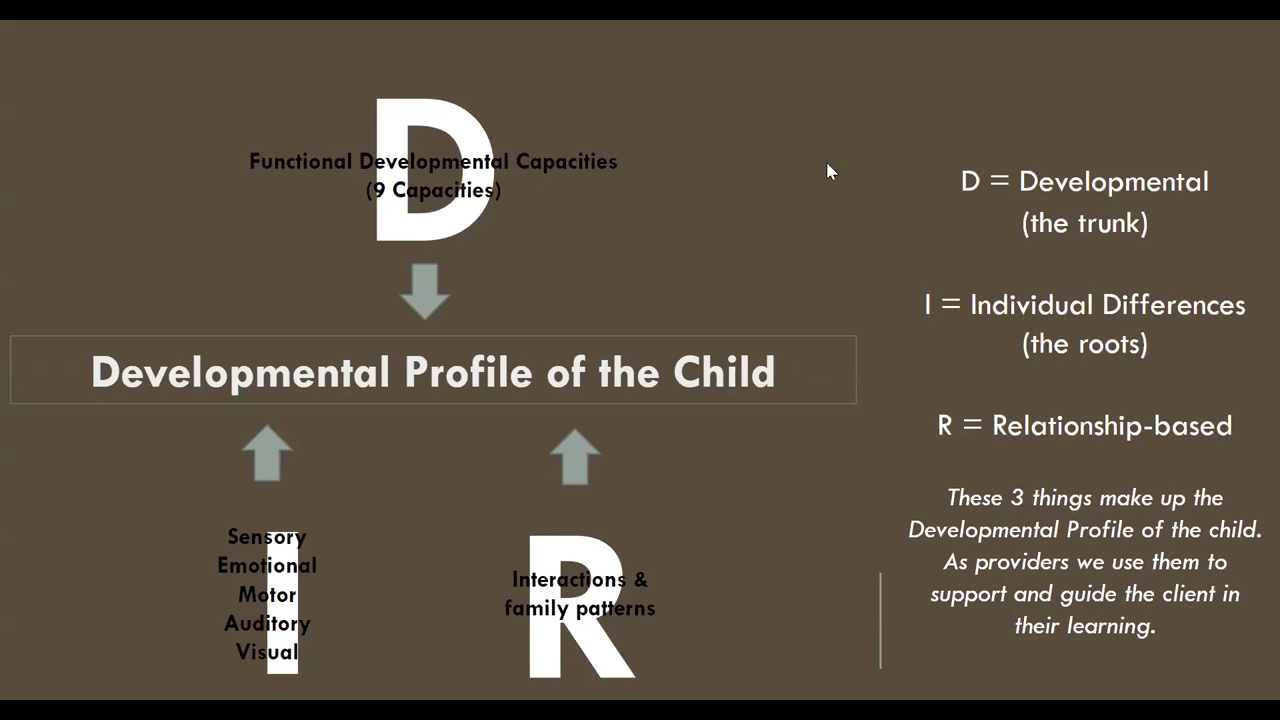 D
Functional Developmental Capacities
(9 Capacities)
Developmental Profile of the Child
I
Sensory
Emotional
Motor
Auditory
Visual
R
Interactions &
family patterns
D = Developmental
(the trunk)
I = Individual Differences
(the roots)
R = Relationship-based
These 3 things make up the
Developmental Profile of the child.
As providers we use them to
support and guide the client in
their learning.